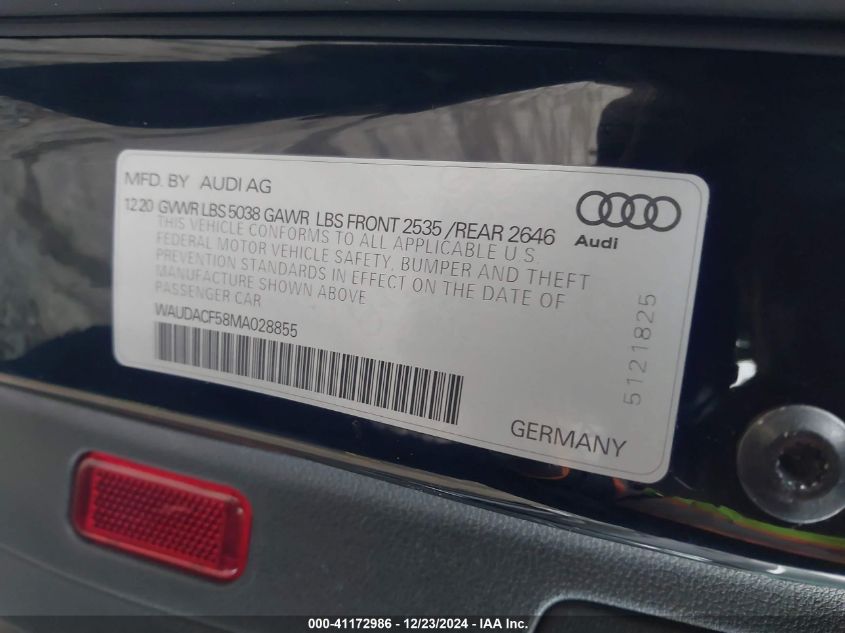 MFD. BY AUDI AG
12.20 GVWR LBS 5038 GAWR LBS FRONT 2535 /REAR 2646
THIS VEHICLE CONFORMS TO ALL APPLICABLE U.S.
FEDERAL MOTOR VEHICLE SAFETY, BUMPER AND THEFT
PREVENTION STANDARDS IN EFFECT ON THE DATE OF
MANUFACTURE SHOWN ABOVE
PASSENGER CAR
WAUDACF58MA028855
Audi
5121825
GERMANY
000-41172986 - 12/23/2024 - IAA Inc.